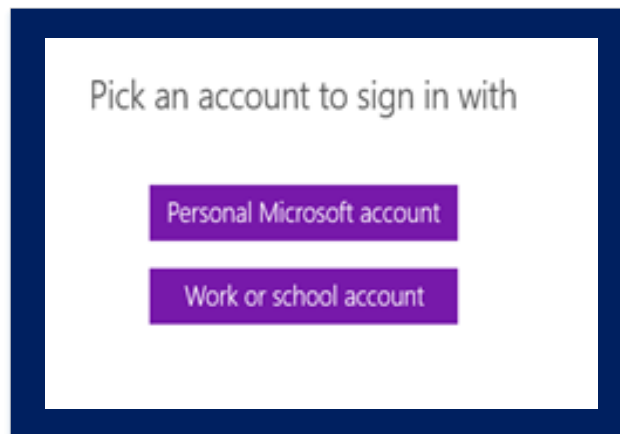 Pick an account to sign in with
Personal Microsoft account
Work or school account